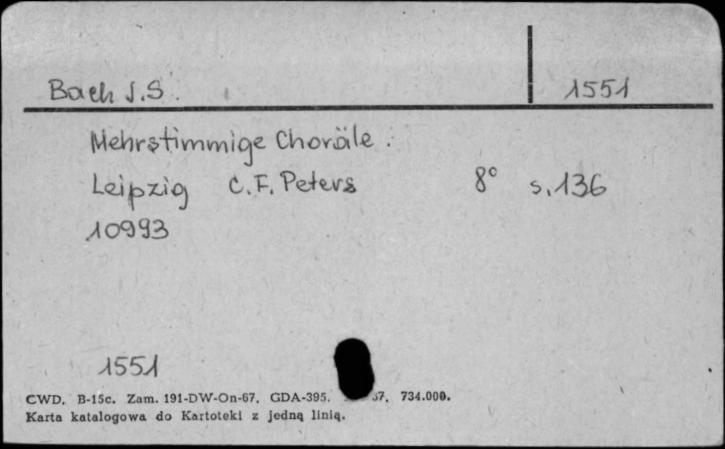 Bach J.S. 1551
Mehrstimmige Choräle.
Leipzig C.F. Peters 8° s.136
10993
1551
CWD. B-15c. Zam. 191-DW-On-67. GDA-395. 67. 734.000.
Karta katalogowa do Kartoteki z jedną linią.